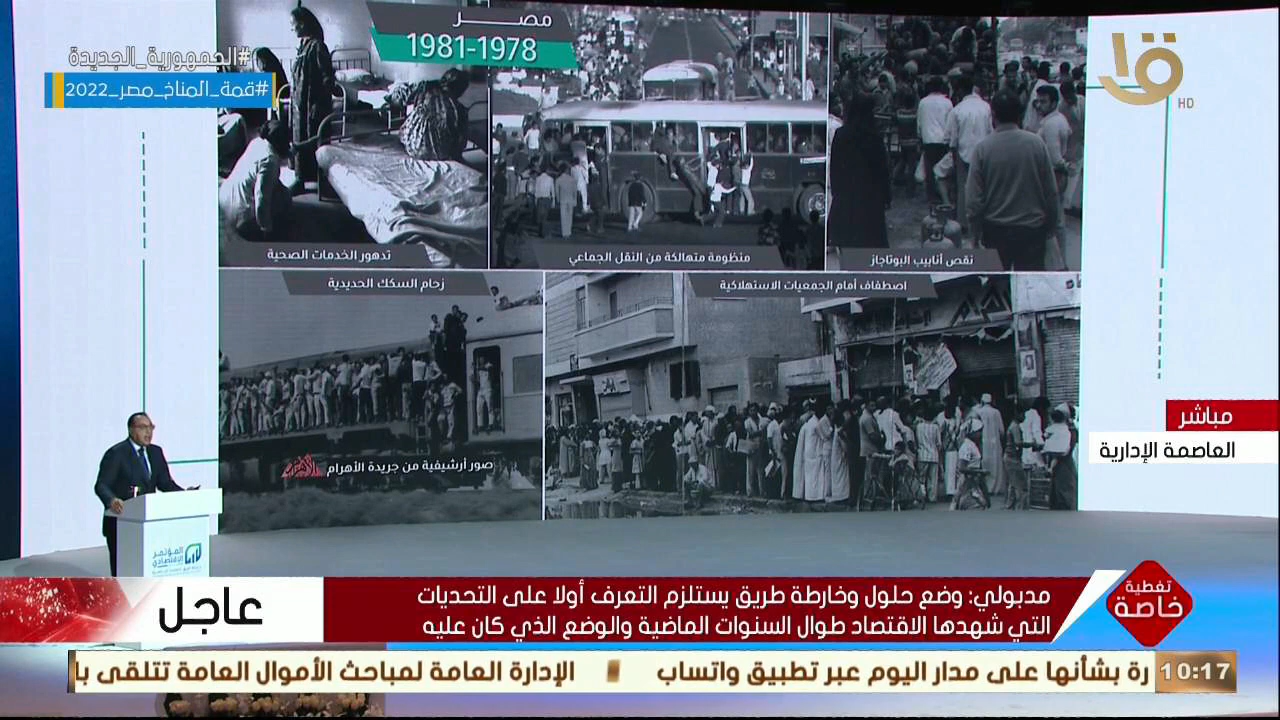 #الجمهورية_الجديدة
#قمة_المناخ_مصر_2022
مصر
1978-1981
HD
تدهور الخدمات الصحية
منظومة متهالكة من النقل الجماعي
نقص أنابيب البوتاجاز
زحام السكك الحديدية
اصطفاف أمام الجمعيات الاستهلاكية
صور أرشيفية من جريدة الأهرام
الأهرام
مباشر
العاصمة الإدارية
المؤتمر
الاقتصادي
تغطية
خاصة
عاجل
مدبولي: وضع حلول وخارطة طريق يستلزم التعرف أولا على التحديات
التي شهدها الاقتصاد طوال السنوات الماضية والوضع الذي كان عليه
10:17
رة بشأنها على مدار اليوم عبر تطبيق واتساب
الإدارة العامة لمباحث الأموال العامة تتلقى با